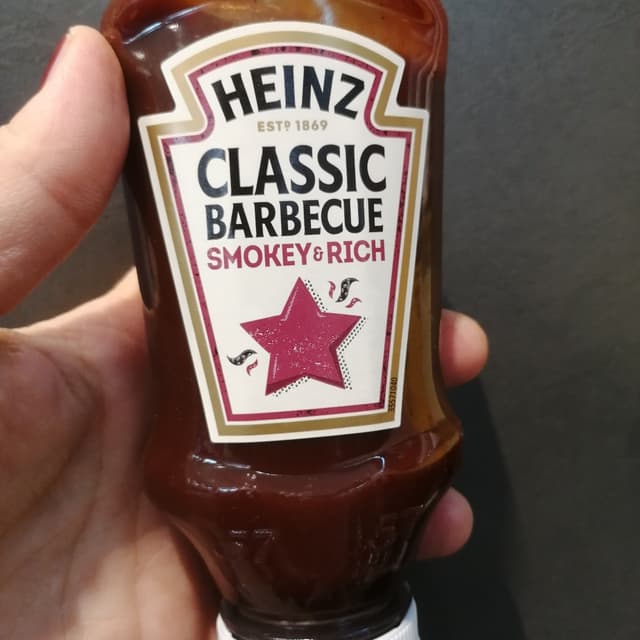 HEINZ
ESTD 1869
CLASSIC
BARBECUE
SMOKEY & RICH